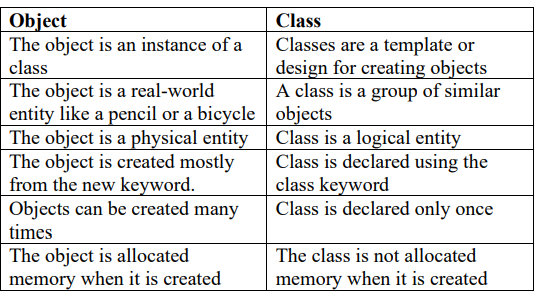 Object
Class
The object is an instance of a
class
Classes are a template or
design for creating objects
The object is a real-world
entity like a pencil or a bicycle
A class is a group of similar
objects
The object is a physical entity
Class is a logical entity
The object is created mostly
from the new keyword.
Class is declared using the
class keyword
Objects can be created many
times
Class is declared only once
The object is allocated
memory when it is created
The class is not allocated
memory when it is created